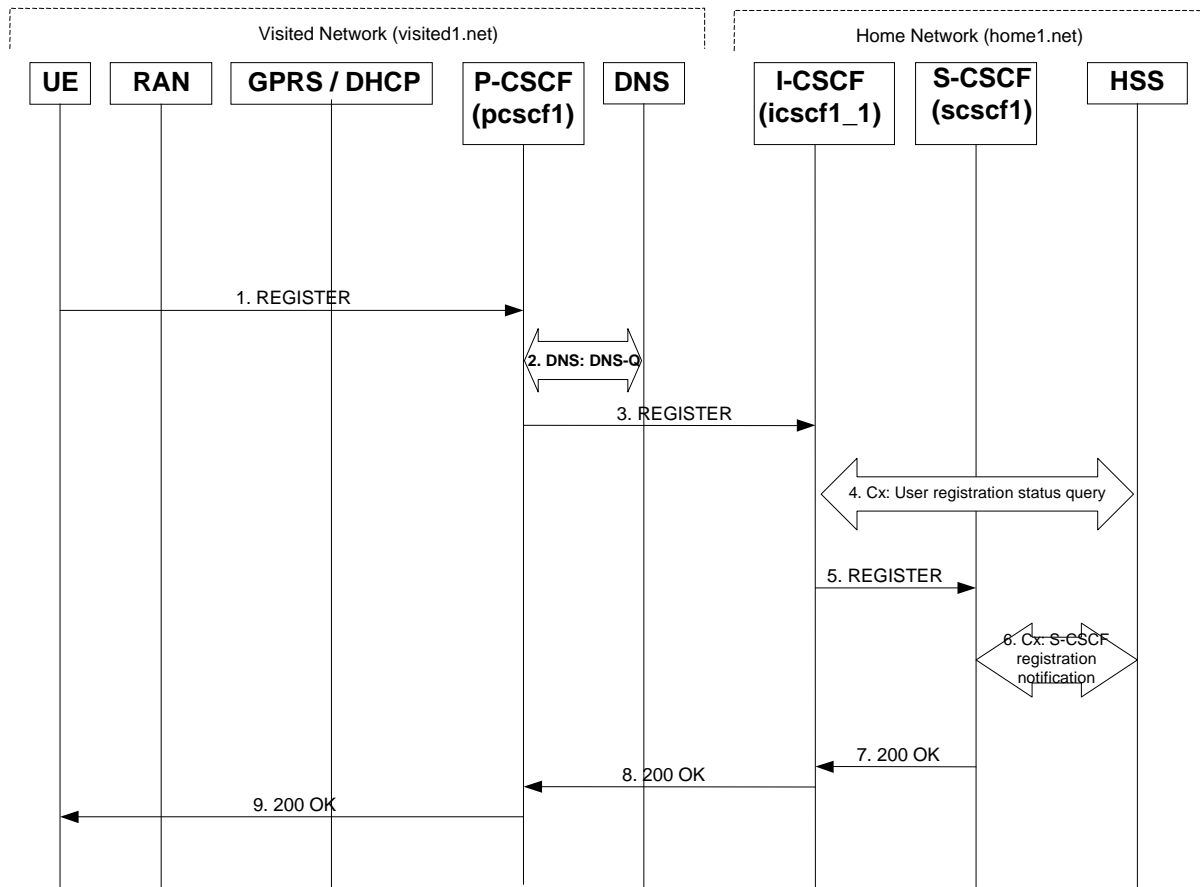 Visited Network (visited1.net)
Home Network (home1.net)
UE
RAN
GPRS / DHCP
P-CSCF
(pcscf1)
DNS
I-CSCF
(icscf1_1)
S-CSCF
(scscf1)
HSS
1. REGISTER
2. DNS: DNS-Q
3. REGISTER
4. Cx: User registration status query
5. REGISTER
6. Cx: S-CSCF
registration
notification
7. 200 OK
8. 200 OK
9. 200 OK